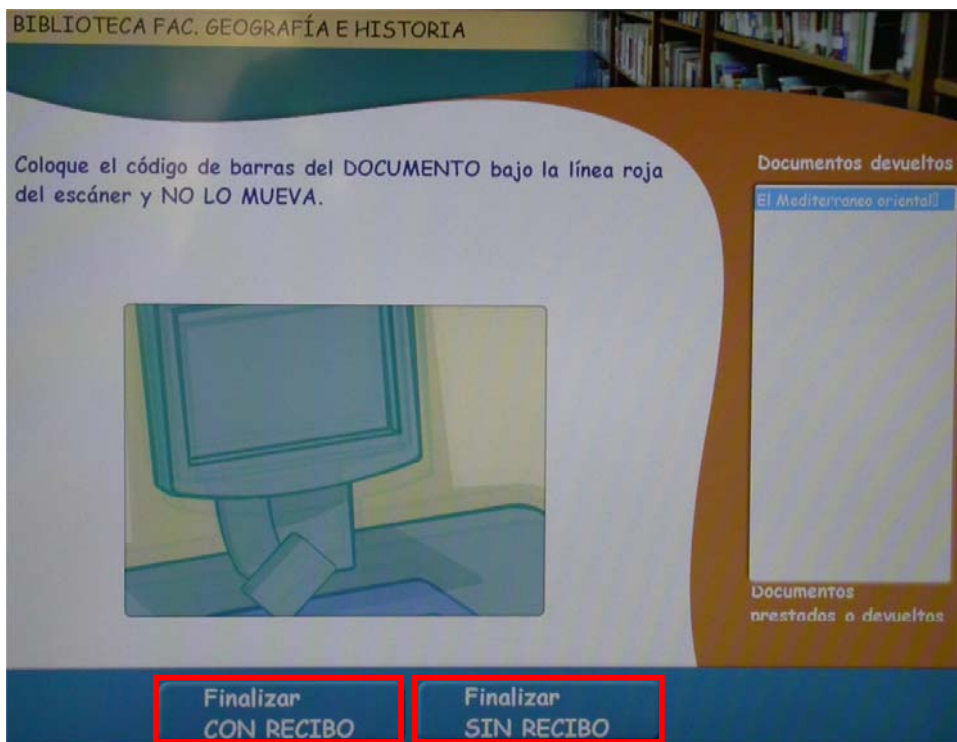 BIBLIOTECA FAC. GEOGRAFÍA E HISTORIA
Coloque el código de barras del DOCUMENTO bajo la línea roja
del escáner y NO LO MUEVA.
Documentos devueltos
El Mediterraneo oriental
Documentos
prestados o devueltos
Finalizar
CON RECIBO
Finalizar
SIN RECIBO